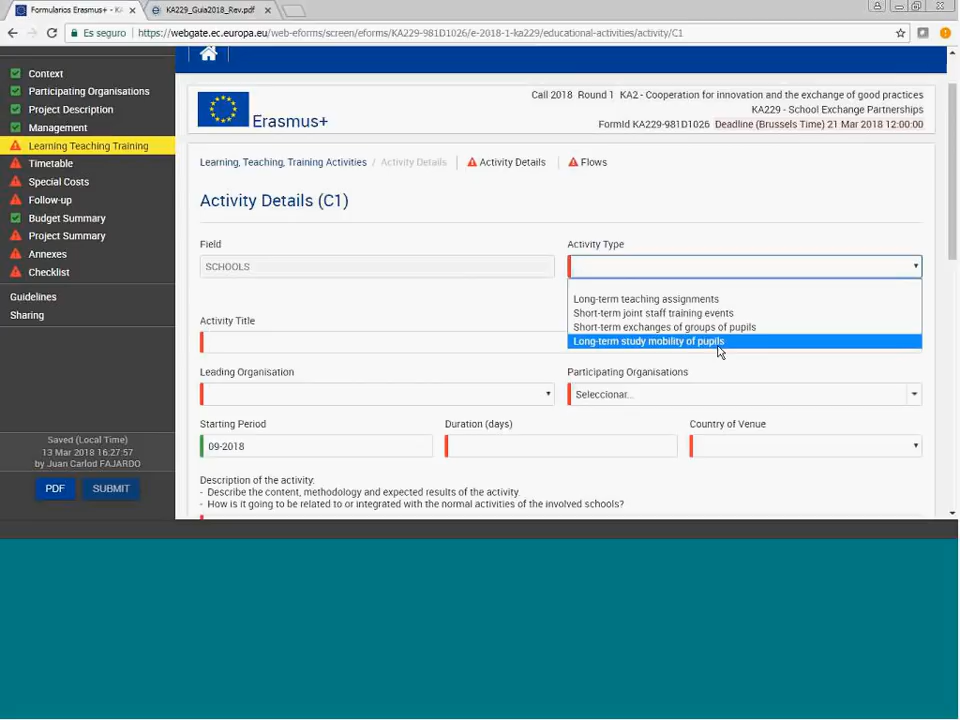 Formularios Erasmus+ - KA
KA229_Guia2018_Rev.pdf
Es seguro
https://webgate.ec.europa.eu/web-eforms/screen/eforms/KA229-981D1026/e-2018-1-ka229/educational-activities/activity/C1
Context
Participating Organisations
Project Description
Management
Learning Teaching Training
Timetable
Special Costs
Follow-up
Budget Summary
Project Summary
Annexes
Checklist
Guidelines
Sharing
Saved (Local Time)
13 Mar 2018 16:27:57
by Juan Carlod FAJARDO
PDF
SUBMIT
Erasmus+
Call 2018 Round 1 KA2 - Cooperation for innovation and the exchange of good practices
KA229 - School Exchange Partnerships
FormId KA229-981D1026 Deadline (Brussels Time) 21 Mar 2018 12:00:00
Learning, Teaching, Training Activities / Activity Details
Activity Details
Flows
Activity Details (C1)
Field
SCHOOLS
Activity Type
Long-term teaching assignments
Short-term joint staff training events
Short-term exchanges of groups of pupils
Long-term study mobility of pupils
Activity Title
Leading Organisation
Participating Organisations
Seleccionar...
Starting Period
09-2018
Duration (days)
Country of Venue
Description of the activity.
- Describe the content, methodology and expected results of the activity.
- How is it going to be related to or integrated with the normal activities of the involved schools?